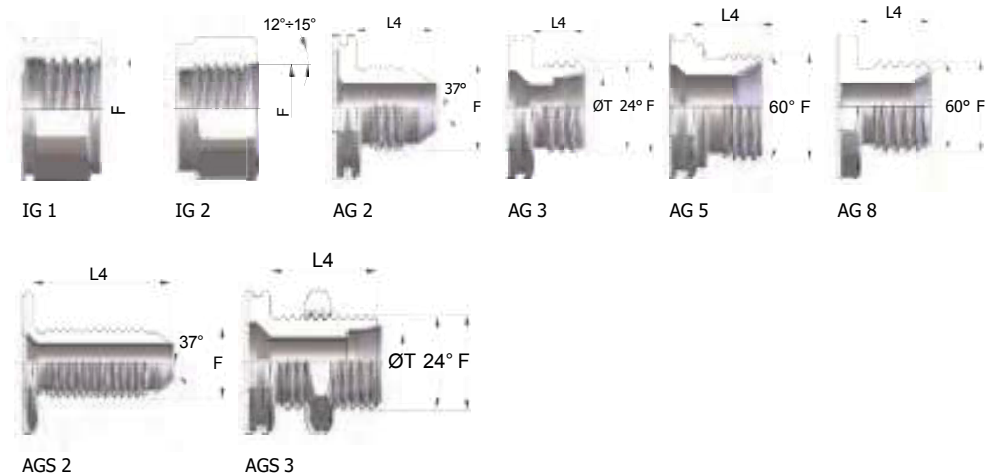 F
IG 1
12°÷15°
F
IG 2
L4
37°
F
AG 2
L4
ØT 24° F
AG 3
L4
60° F
AG 5
L4
60° F
AG 8
L4
37°
F
AGS 2
L4
ØT 24° F
AGS 3